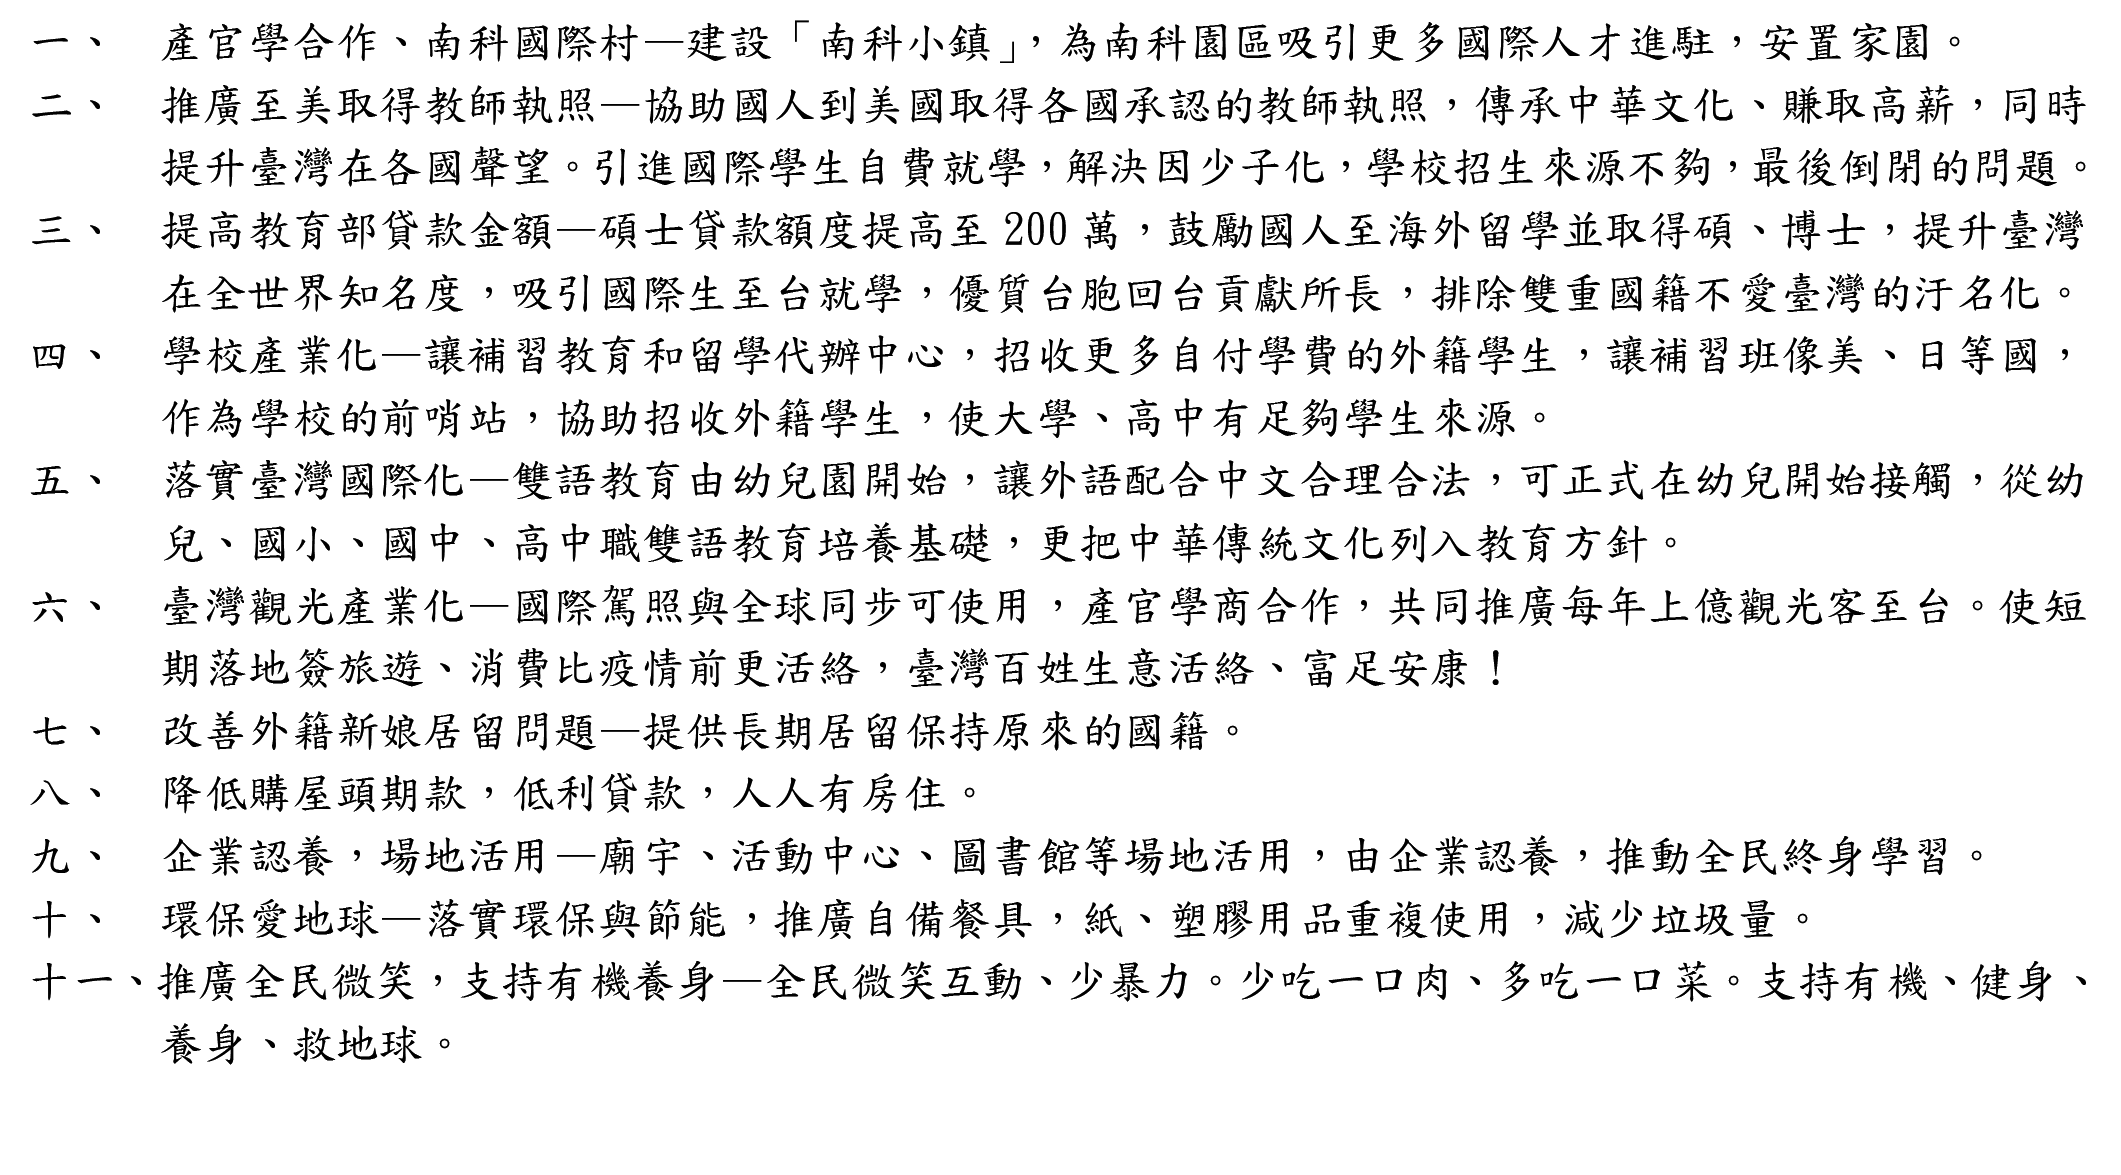 一、 產官學合作、南科國際村—建設「南科小鎮」，為南科園區吸引更多國際人才進駐，安置家園。
二、 推廣至美取得教師執照—協助國人到美國取得各國承認的教師執照，傳承中華文化、賺取高薪，同時
提升臺灣在各國聲望。引進國際學生自費就學，解決因少子化，學校招生來源不夠，最後倒閉的問題。
三、 提高教育部貸款金額—碩士貸款額度提高至 200 萬，鼓勵國人至海外留學並取得碩、博士，提升臺灣
在全世界知名度，吸引國際生至台就學，優質台胞回台貢獻所長，排除雙重國籍不愛臺灣的汙名化。
四、 學校產業化—讓補習教育和留學代辦中心，招收更多自付學費的外籍學生，讓補習班像美、日等國，
作為學校的前哨站，協助招收外籍學生，使大學、高中有足夠學生來源。
五、 落實臺灣國際化—雙語教育由幼兒園開始，讓外語配合中文合理合法，可正式在幼兒開始接觸，從幼
兒、國小、國中、高中職雙語教育培養基礎，更把中華傳統文化列入教育方針。
六、 臺灣觀光產業化—國際駕照與全球同步可使用，產官學商合作，共同推廣每年上億觀光客至台。使短
期落地簽旅遊、消費比疫情前更活絡，臺灣百姓生意活絡、富足安康！
七、 改善外籍新娘居留問題—提供長期居留保持原來的國籍。
八、 降低購屋頭期款，低利貸款，人人有房住。
九、 企業認養，場地活用—廟宇、活動中心、圖書館等場地活用，由企業認養，推動全民終身學習。
十、 環保愛地球—落實環保與節能，推廣自備餐具，紙、塑膠用品重複使用，減少垃圾量。
十一、推廣全民微笑，支持有機養身—全民微笑互動、少暴力。少吃一口肉、多吃一口菜。支持有機、健身、
養身、救地球。